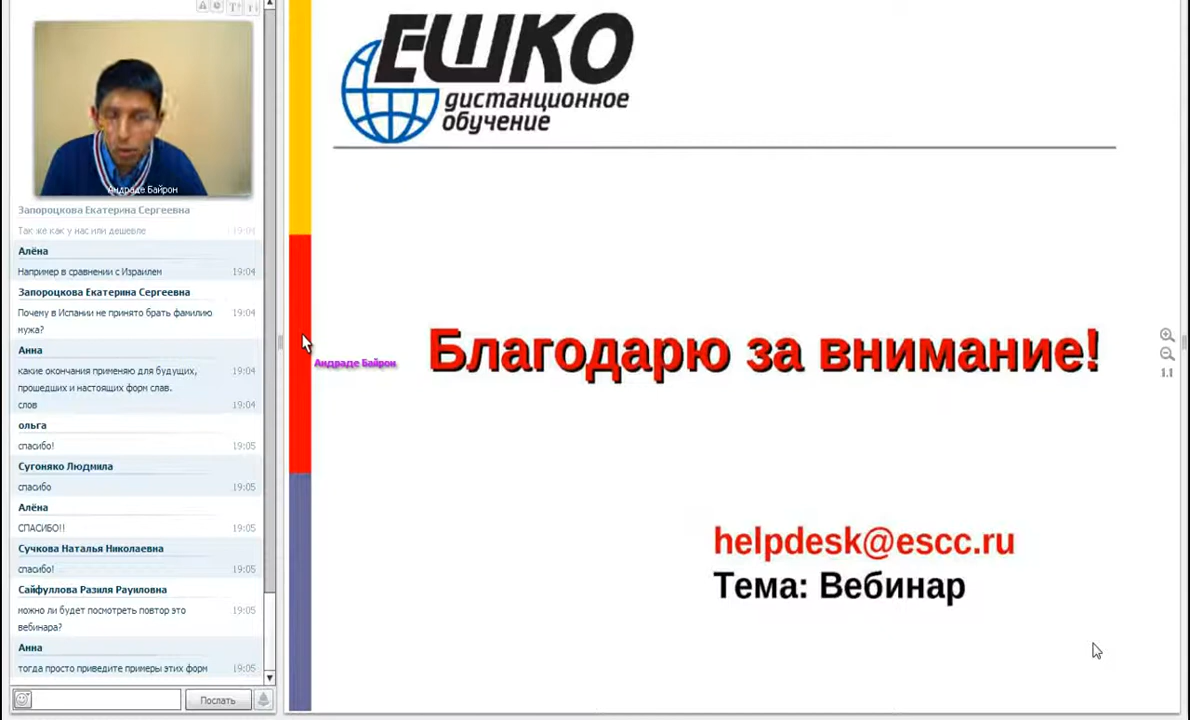 Андраде Байрон
Запороцкова Екатерина Сергеевна
Так же как у нас или дешевле 19:04
Алёна
Например в сравнении с Израилем 19:04
Запороцкова Екатерина Сергеевна
Почему в Испании не принято брать фамилию 19:04
мужа?
Анна
какие окончания применяю для будущих, 19:04
прошедших и настоящих форм слав.
слов 19:04
ольга
спасибо! 19:05
Сугоняко Людмила
спасибо 19:05
Алёна
СПАСИБО!! 19:05
Сучкова Наталья Николаевна
спасибо! 19:05
Сайфуллова Разиля Рауиловна
можно ли будет посмотреть повтор это 19:05
вебинара?
Анна
тогда просто приведите примеры этих форм 19:05
Послать
ЕШКО
дистанционное
обучение
Андраде Байрон
Благодарю за внимание!
helpdesk@escc.ru
Тема: Вебинар
1.1